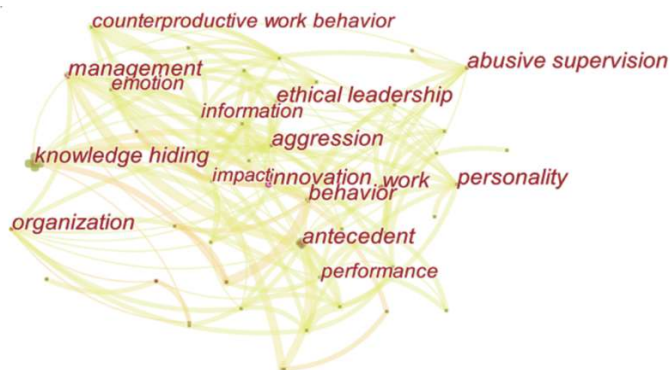 counterproductive work behavior
abusive supervision
management
emotion
ethical leadership
information
aggression
knowledge hiding
impact
innovation
work
personality
behavior
organization
antecedent
performance